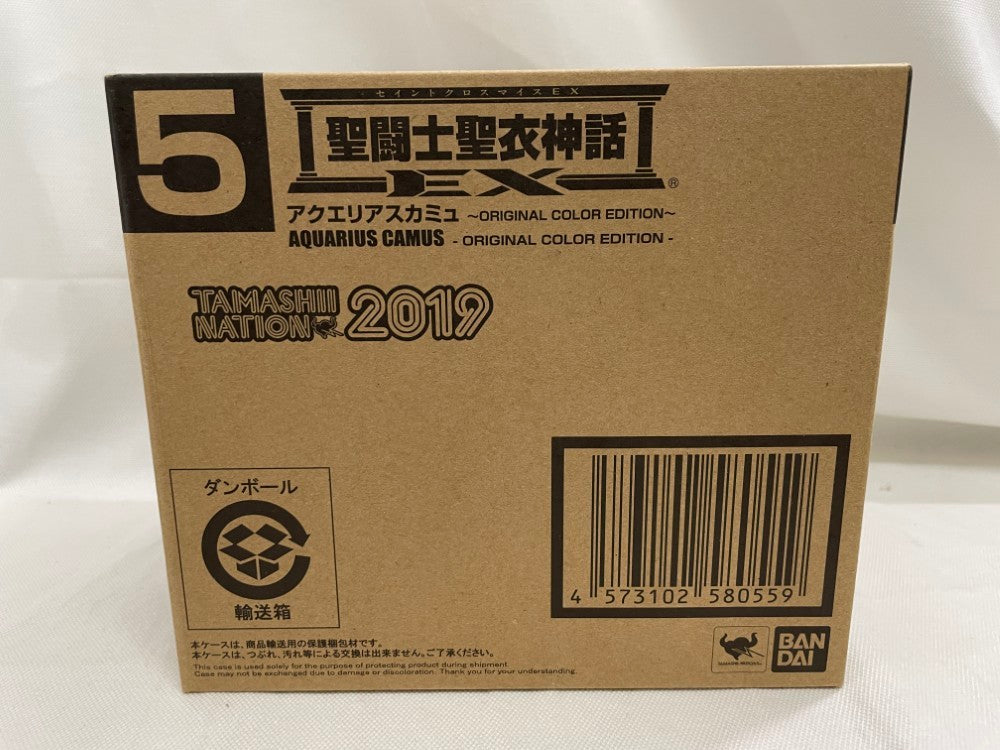 5
セイントクロスマイスEX
聖闘士聖衣神話
EX®
アクエリアスカミュ ～ORIGINAL COLOR EDITION～
AQUARIUS CAMUS - ORIGINAL COLOR EDITION -
TAMASHII
NATION 2019
ダンボール
輸送箱
4 573102 580559
本ケースは、商品輸送用の保護梱包材です。
本ケースは、つぶれ、汚れ等による交換は出来ません。ご了承ください。
This case is used solely for the purpose of protecting product during shipment.
Case may not be exchanged due to damage or discoloration. Thank you for your understanding.
BAN
DAI